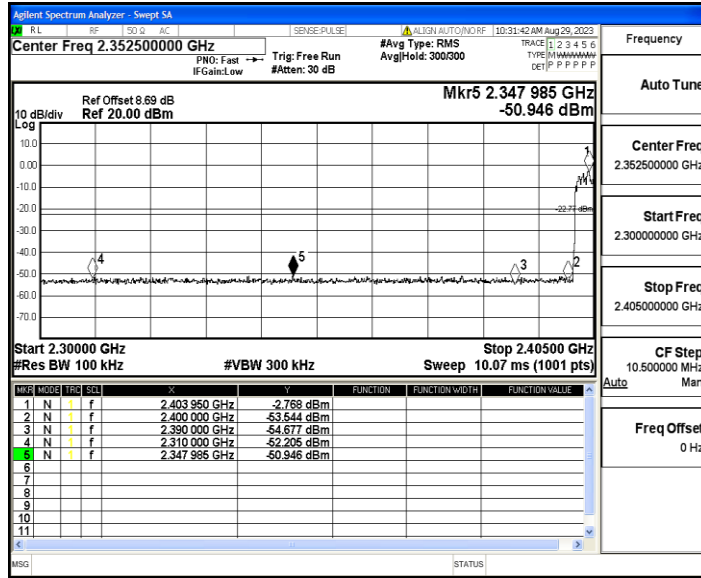 Agilent Spectrum Analyzer - Swept SA
RL RF 50 Ω AC SENSE:PULSE ALIGN AUTO/NO RF 10:31:42 AM Aug 29, 2023
Center Freq 2.352500000 GHz
PNO: Fast
IFGain:Low
Trig: Free Run
#Atten: 30 dB
#Avg Type: RMS
Avg|Hold: 300/300
TRACE 1 2 3 4 5 6
TYPE MWWWWW
DET P P P P P P
Ref Offset 8.69 dB
10 dB/div Ref 20.00 dBm
Log
Mkr5 2.347 985 GHz
-50.946 dBm
10.0
0.00
-10.0
-20.0
-30.0
-40.0
-50.0
-60.0
-70.0
1
-22.77 dBm
4
5
3
2
Start 2.30000 GHz Stop 2.40500 GHz
#Res BW 100 kHz #VBW 300 kHz Sweep 10.07 ms (1001 pts)
MKR MODE TRC SCL X Y FUNCTION FUNCTION WIDTH FUNCTION VALUE
1 N 1 f 2.403 950 GHz -2.768 dBm
2 N 1 f 2.400 000 GHz -53.544 dBm
3 N 1 f 2.390 000 GHz -54.677 dBm
4 N 1 f 2.310 000 GHz -52.205 dBm
5 N 1 f 2.347 985 GHz -50.946 dBm
6
7
8
9
10
11
MSG STATUS
Frequency
Auto Tune
Center Freq
2.352500000 GHz
Start Freq
2.300000000 GHz
Stop Freq
2.405000000 GHz
CF Step
10.500000 MHz
Auto Man
Freq Offset
0 Hz